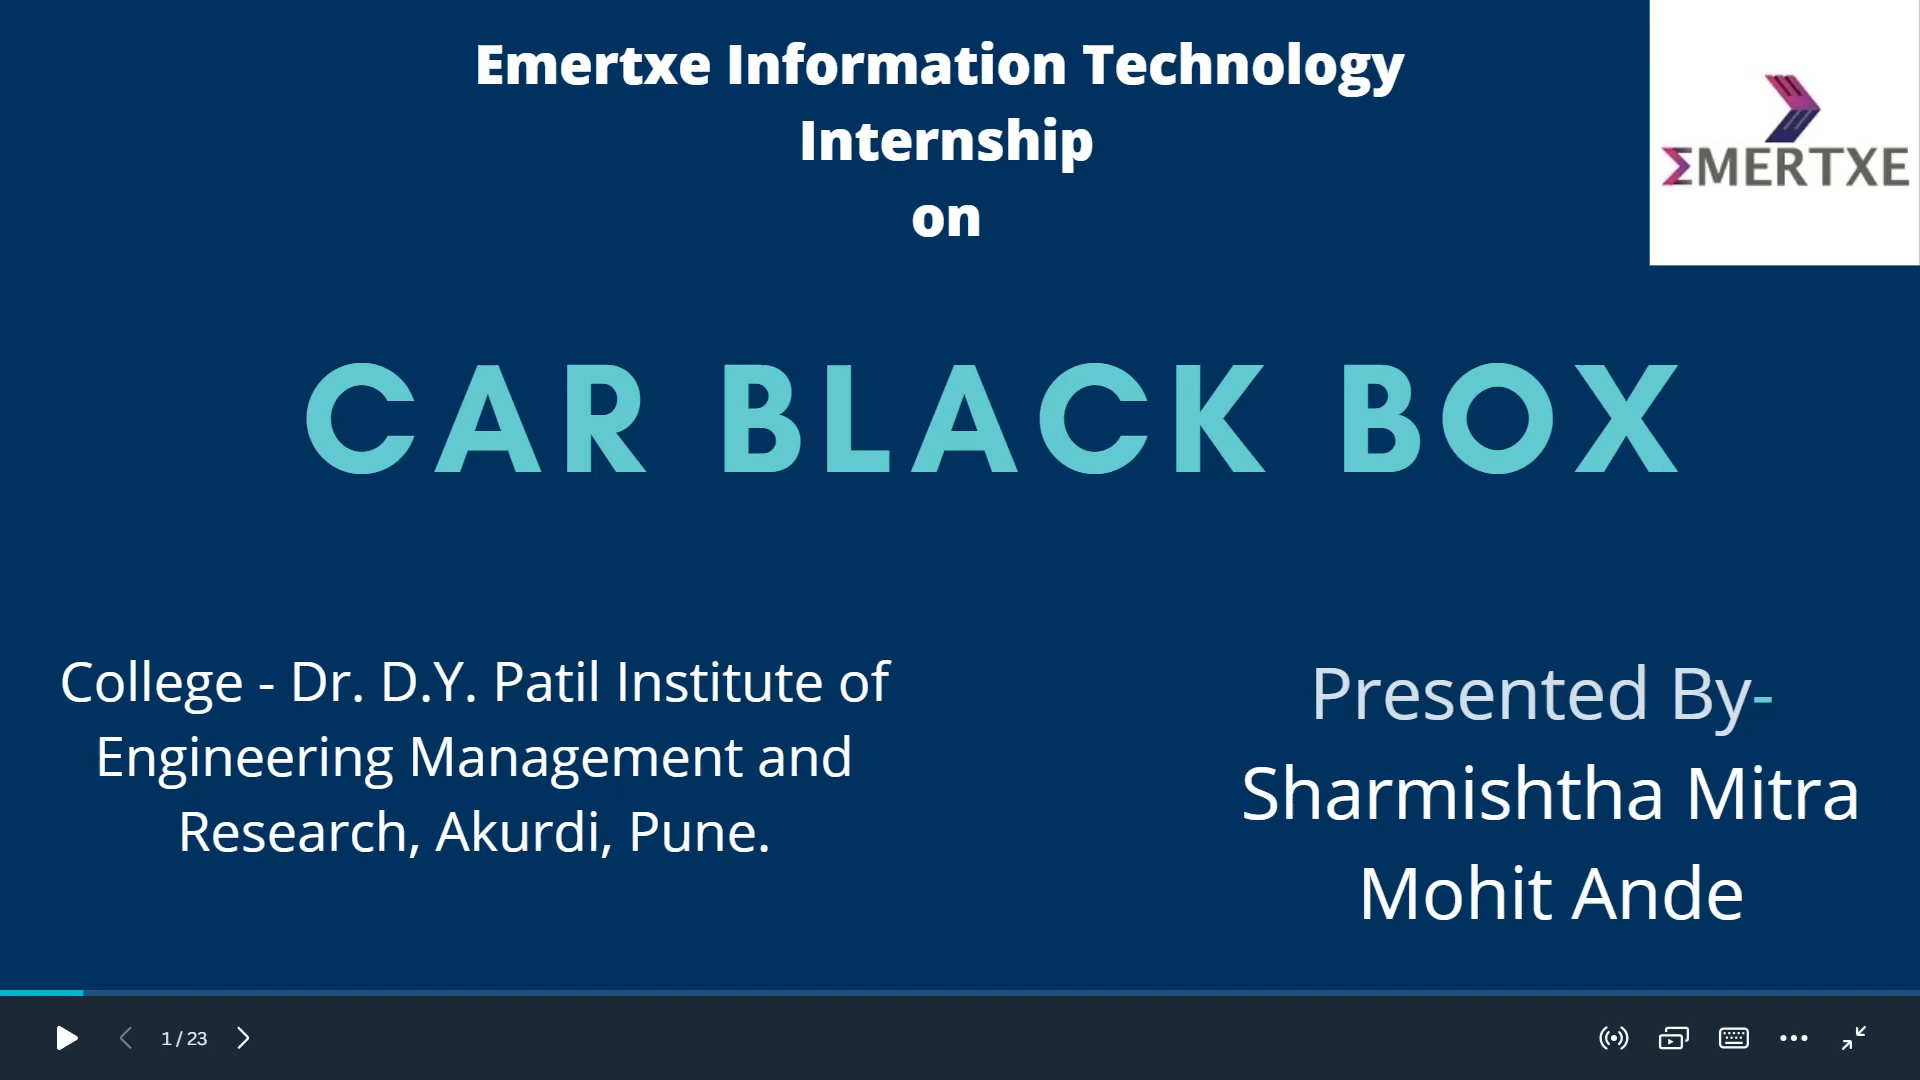 Emertxe Information Technology
Internship
on
ΣMERTXE
CAR BLACK BOX
College - Dr. D.Y. Patil Institute of
Engineering Management and
Research, Akurdi, Pune.
Presented By-
Sharmishtha Mitra
Mohit Ande
1 / 23